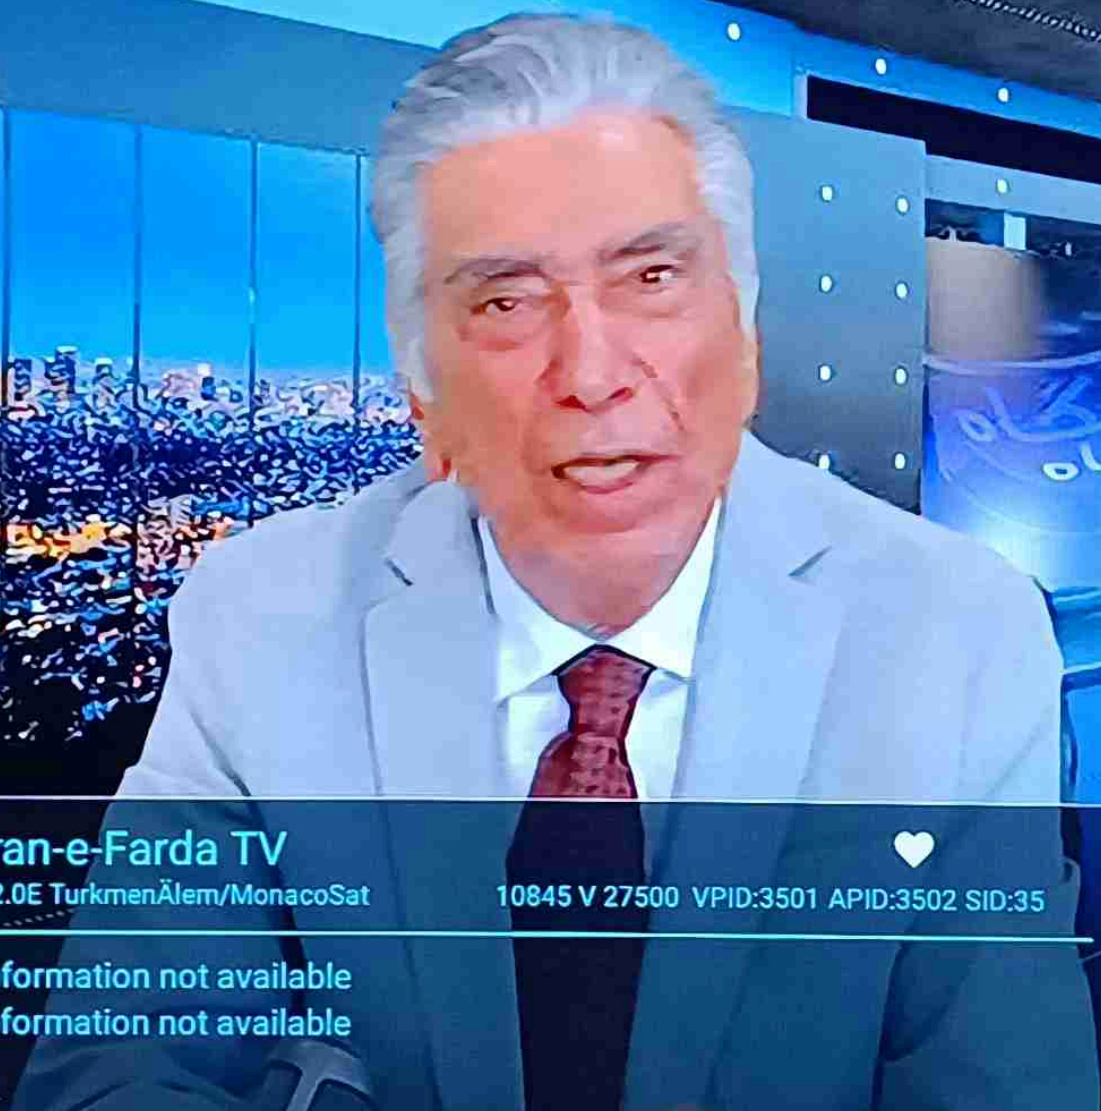 ran-e-Farda TV
2.0E TurkmenÄlem/MonacoSat
10845 V 27500 VPID:3501 APID:3502 SID:35
formation not available
formation not available